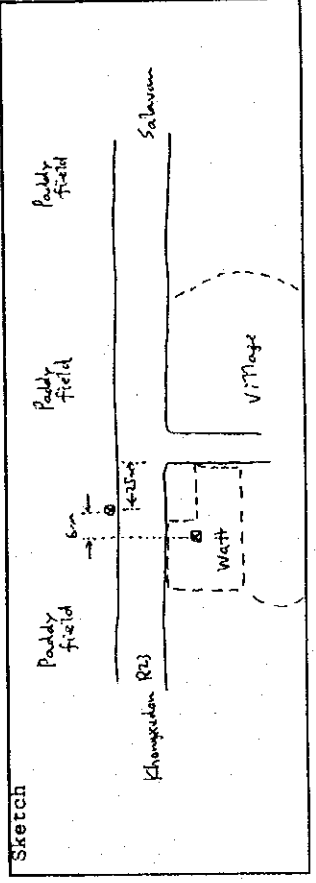 Sketch
Paddy
field
Paddy
field
Paddy
field
6m
25m
Khongxedon R23
Salavan
Watt
Village